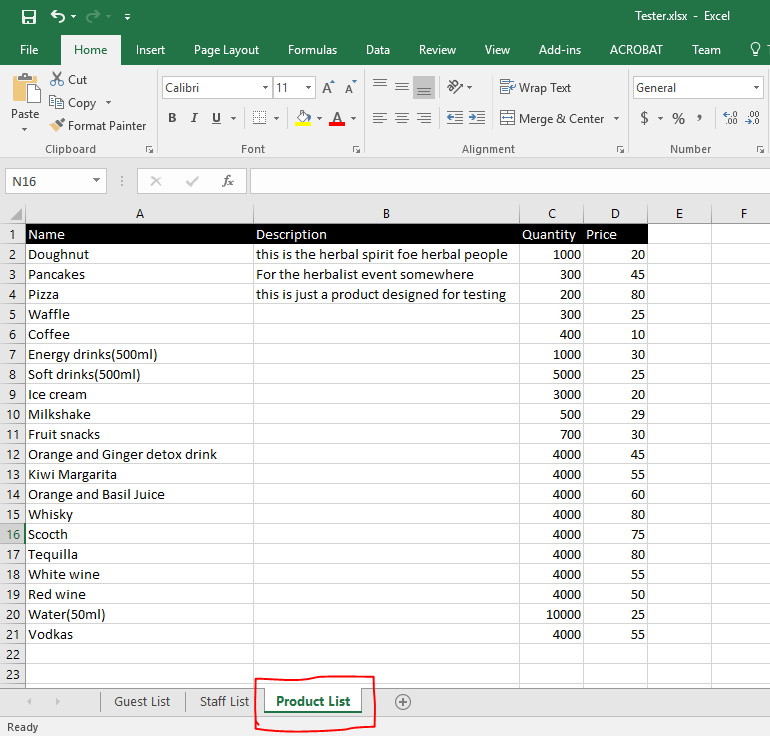 Tester.xlsx - Excel
File Home Insert Page Layout Formulas Data Review View Add-ins ACROBAT Team
Paste
Cut
Copy
Format Painter
Calibri 11
B I U
Wrap Text
Merge & Center
General
$ % ,
Clipboard Font Alignment Number
N16 fx
A B C D E F
1 Name Description Quantity Price
2 Doughnut this is the herbal spirit foe herbal people 1000 20
3 Pancakes For the herbalist event somewhere 300 45
4 Pizza this is just a product designed for testing 200 80
5 Waffle 300 25
6 Coffee 400 10
7 Energy drinks(500ml) 1000 30
8 Soft drinks(500ml) 5000 25
9 Ice cream 3000 20
10 Milkshake 500 29
11 Fruit snacks 700 30
12 Orange and Ginger detox drink 4000 45
13 Kiwi Margarita 4000 55
14 Orange and Basil Juice 4000 60
15 Whisky 4000 80
16 Scocth 4000 75
17 Tequilla 4000 80
18 White wine 4000 55
19 Red wine 4000 50
20 Water(50ml) 10000 25
21 Vodkas 4000 55
22
23
Guest List Staff List Product List
Ready